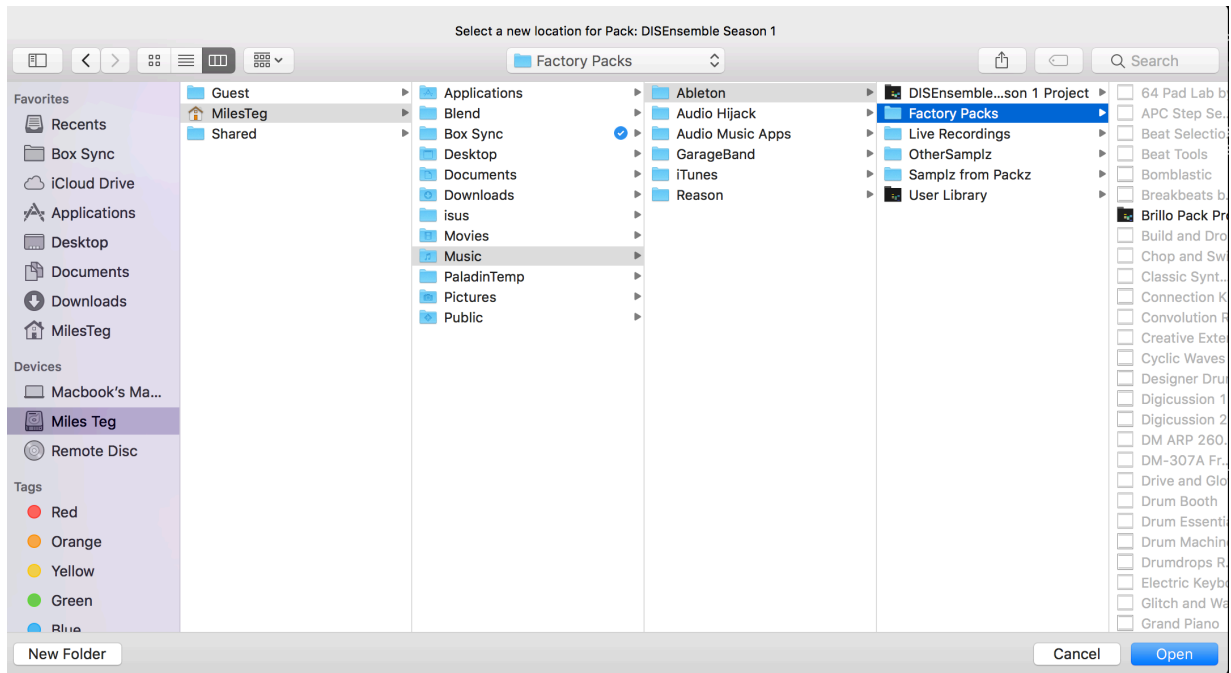 Select a new location for Pack: DISEnsemble Season 1
Factory Packs
Search
Favorites
Recents
Box Sync
iCloud Drive
Applications
Desktop
Documents
Downloads
MilesTeg
Devices
Macbook's Ma...
Miles Teg
Remote Disc
Tags
Red
Orange
Yellow
Green
Blue
Guest
MilesTeg
Shared
Applications
Blend
Box Sync
Desktop
Documents
Downloads
isus
Movies
Music
PaladinTemp
Pictures
Public
Ableton
Audio Hijack
Audio Music Apps
GarageBand
iTunes
Reason
DISEnsemble...son 1 Project
Factory Packs
Live Recordings
OtherSamplz
Samplz from Packz
User Library
64 Pad Lab b
APC Step Se..
Beat Selectio
Beat Tools
Bomblastic
Breakbeats b.
Brillo Pack Pr
Build and Dro
Chop and Sw
Classic Synt..
Connection K
Convolution R
Creative Exte
Cyclic Waves
Designer Dru
Digicussion 1
Digicussion 2
DM ARP 260.
DM-307A Fr..
Drive and Glo
Drum Booth
Drum Essenti
Drum Machin
Drumdrops R.
Electric Keyb
Glitch and Wa
Grand Piano
New Folder
Cancel
Open